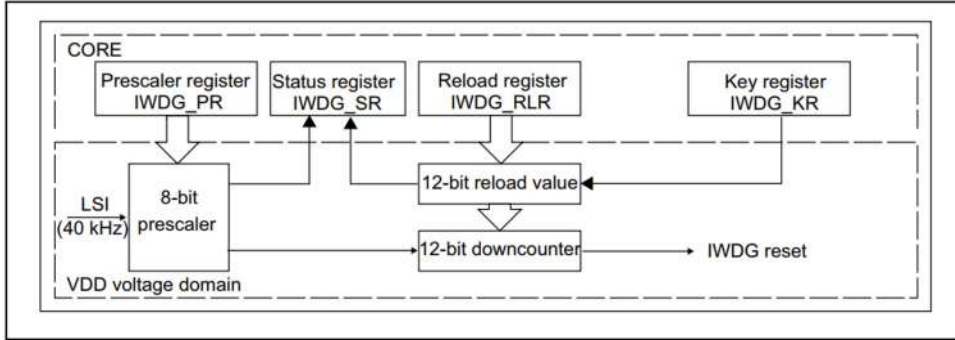 CORE
Prescaler register
IWDG_PR
Status register
IWDG_SR
Reload register
IWDG_RLR
Key register
IWDG_KR
LSI
(40 kHz)
8-bit
prescaler
12-bit reload value
12-bit downcounter
IWDG reset
VDD voltage domain